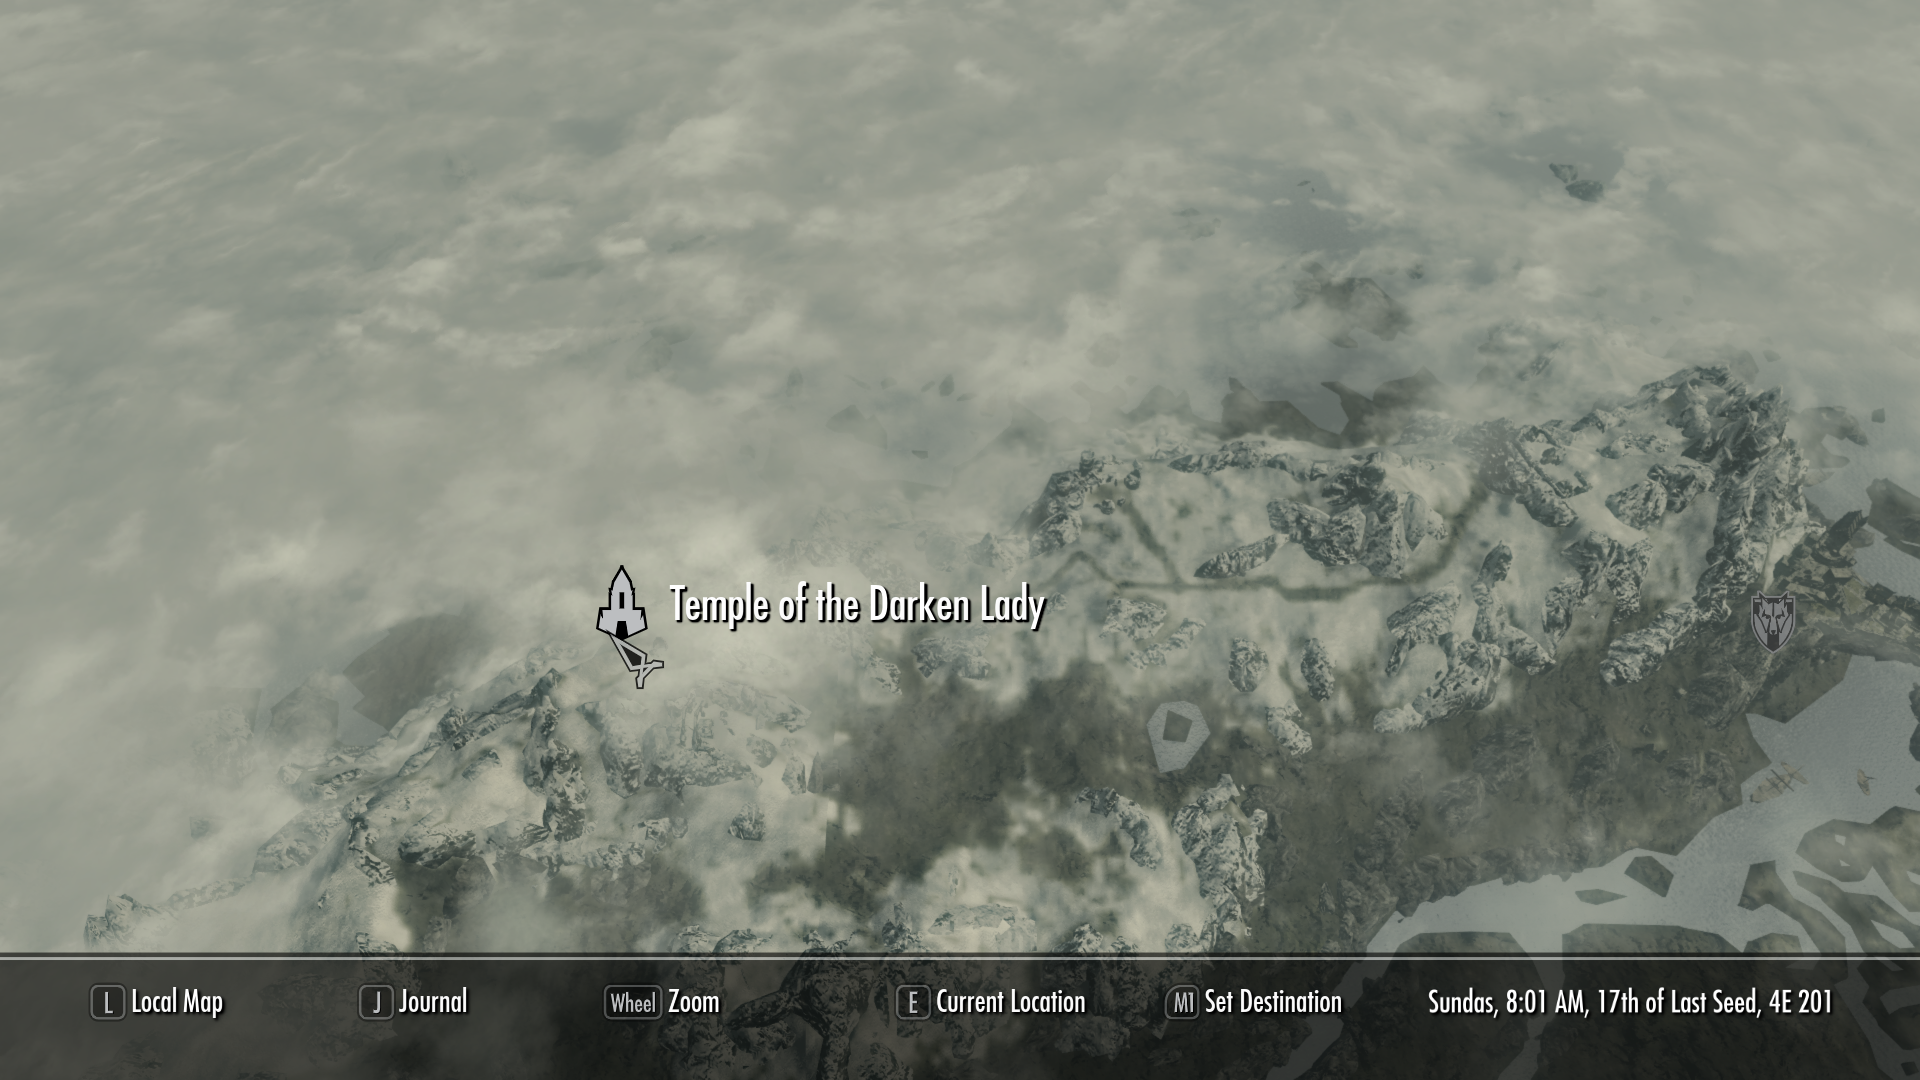 Temple of the Darken Lady
L Local Map
J Journal
Wheel Zoom
E Current Location
M1 Set Destination
Sundas, 8:01 AM, 17th of Last Seed, 4E 201